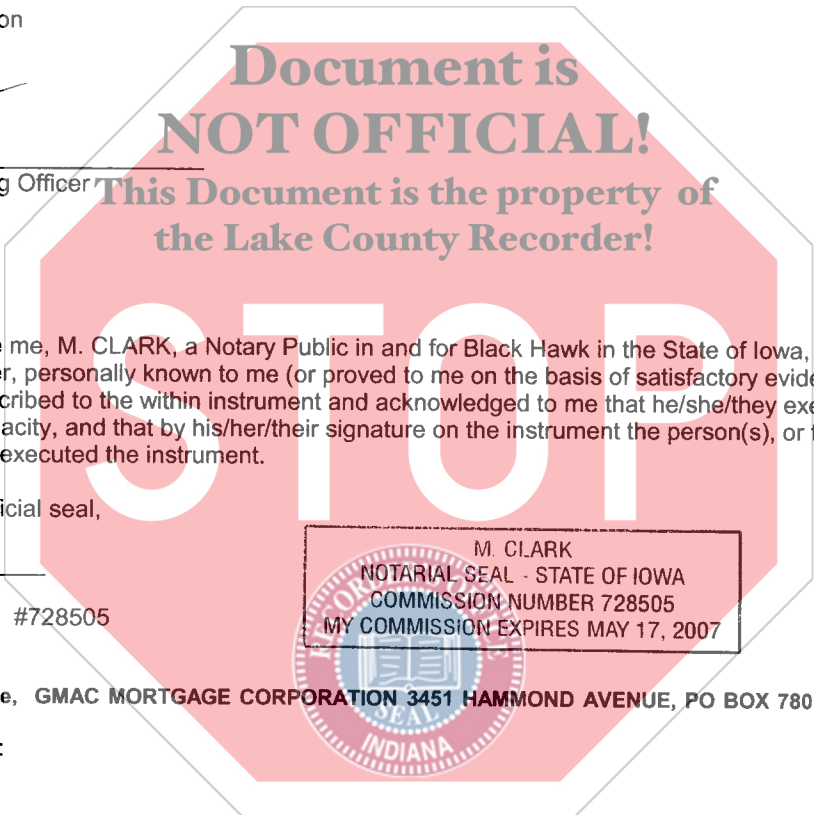 on
Document is
NOT OFFICIAL!
g Officer
This Document is the property of
the Lake County Recorder!
STOP
e me, M. CLARK, a Notary Public in and for Black Hawk in the State of Iowa,
er, personally known to me (or proved to me on the basis of satisfactory evide
cribed to the within instrument and acknowledged to me that he/she/they exe
acity, and that by his/her/their signature on the instrument the person(s), or
executed the instrument.
icial seal,
M. CLARK
NOTARIAL SEAL - STATE OF IOWA
COMMISSION NUMBER 728505
MY COMMISSION EXPIRES MAY 17, 2007
#728505
RECORDER'S OFFICE
SEAL
INDIANA
e, GMAC MORTGAGE CORPORATION 3451 HAMMOND AVENUE, PO BOX 780
: